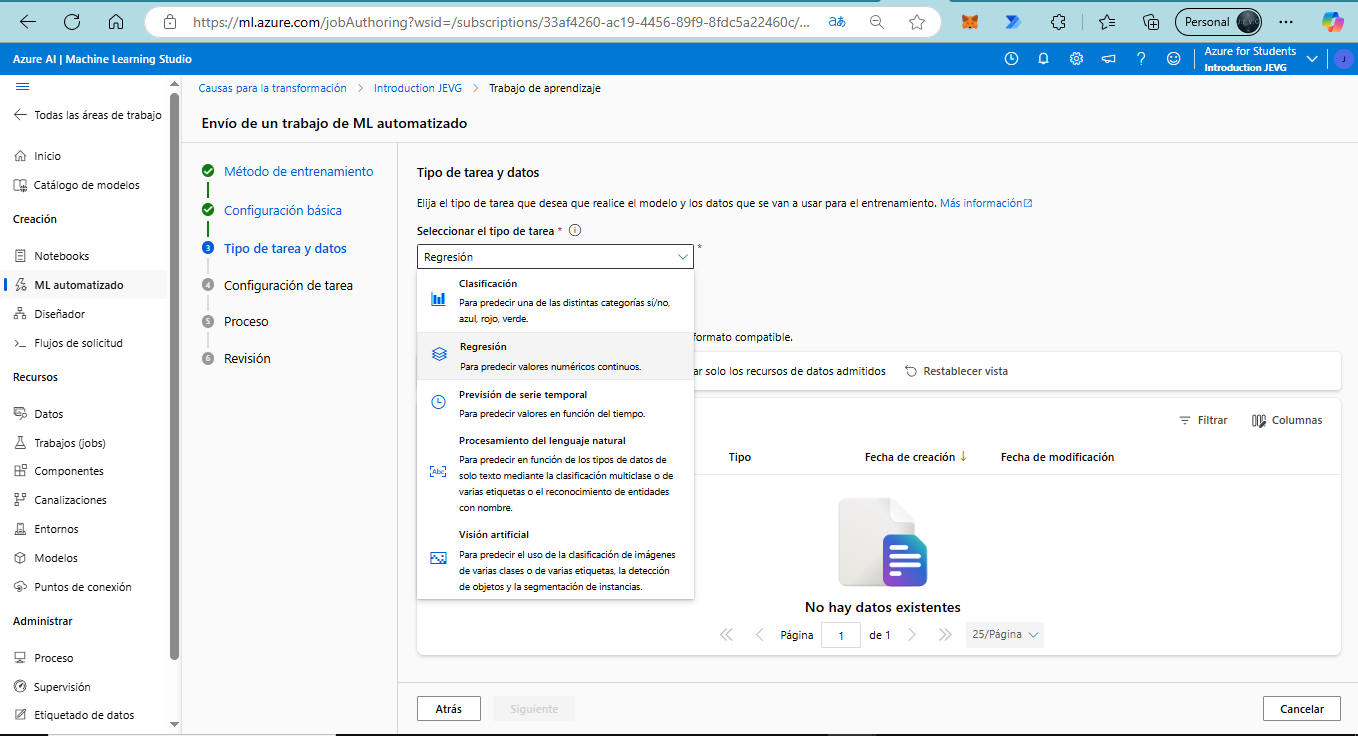 https://ml.azure.com/jobAuthoring?wsid=/subscriptions/33af4260-ac19-4456-89f9-8fdc5a22460c/...
aあ
Personal
Azure AI | Machine Learning Studio
Azure for Students
Introduction JEVG
J
Todas las áreas de trabajo
Inicio
Catálogo de modelos
Creación
Notebooks
ML automatizado
Diseñador
Flujos de solicitud
Recursos
Datos
Trabajos (jobs)
Componentes
Canalizaciones
Entornos
Modelos
Puntos de conexión
Administrar
Proceso
Supervisión
Etiquetado de datos
Causas para la transformación > Introduction JEVG > Trabajo de aprendizaje
Envío de un trabajo de ML automatizado
Método de entrenamiento
Configuración básica
3 Tipo de tarea y datos
4 Configuración de tarea
5 Proceso
6 Revisión
Tipo de tarea y datos
Elija el tipo de tarea que desea que realice el modelo y los datos que se van a usar para el entrenamiento. Más información
Seleccionar el tipo de tarea *
Regresión *
Clasificación
Para predecir una de las distintas categorías sí/no,
azul, rojo, verde.
Regresión
Para predecir valores numéricos continuos.
Previsión de serie temporal
Para predecir valores en función del tiempo.
Procesamiento del lenguaje natural
Abc
Para predecir en función de los tipos de datos de
solo texto mediante la clasificación multiclase o de
varias etiquetas o el reconocimiento de entidades
con nombre.
Visión artificial
Para predecir el uso de la clasificación de imágenes
de varias clases o de varias etiquetas, la detección
de objetos y la segmentación de instancias.
formato compatible.
ar solo los recursos de datos admitidos
Restablecer vista
Filtrar
Columnas
Tipo
Fecha de creación ↓
Fecha de modificación
No hay datos existentes
Página 1 de 1
25/Página
Atrás
Siguiente
Cancelar